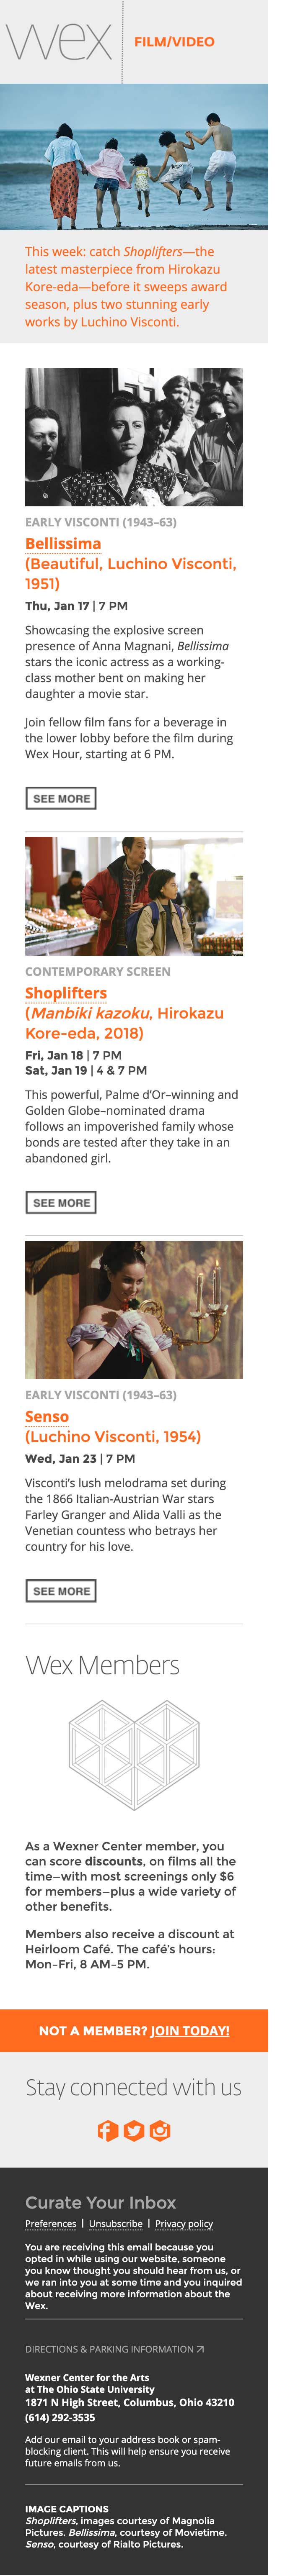 wex
FILM/VIDEO
This week: catch Shoplifters—the
latest masterpiece from Hirokazu
Kore-eda—before it sweeps award
season, plus two stunning early
works by Luchino Visconti.
EARLY VISCONTI (1943–63)
Bellissima
(Beautiful, Luchino Visconti,
1951)
Thu, Jan 17 | 7 PM
Showcasing the explosive screen
presence of Anna Magnani, Bellissima
stars the iconic actress as a working-
class mother bent on making her
daughter a movie star.
Join fellow film fans for a beverage in
the lower lobby before the film during
Wex Hour, starting at 6 PM.
SEE MORE
CONTEMPORARY SCREEN
Shoplifters
(Manbiki kazoku, Hirokazu
Kore-eda, 2018)
Fri, Jan 18 | 7 PM
Sat, Jan 19 | 4 & 7 PM
This powerful, Palme d'Or–winning and
Golden Globe–nominated drama
follows an impoverished family whose
bonds are tested after they take in an
abandoned girl.
SEE MORE
EARLY VISCONTI (1943–63)
Senso
(Luchino Visconti, 1954)
Wed, Jan 23 | 7 PM
Visconti's lush melodrama set during
the 1866 Italian-Austrian War stars
Farley Granger and Alida Valli as the
Venetian countess who betrays her
country for his love.
SEE MORE
Wex Members
As a Wexner Center member, you
can score discounts, on films all the
time—with most screenings only $6
for members—plus a wide variety of
other benefits.
Members also receive a discount at
Heirloom Café. The café's hours:
Mon–Fri, 8 AM–5 PM.
NOT A MEMBER? JOIN TODAY!
Stay connected with us
Curate Your Inbox
Preferences | Unsubscribe | Privacy policy
You are receiving this email because you
opted in while using our website, someone
you know thought you should hear from us, or
we ran into you at some time and you inquired
about receiving more information about the
Wex.
DIRECTIONS & PARKING INFORMATION
Wexner Center for the Arts
at The Ohio State University
1871 N High Street, Columbus, Ohio 43210
(614) 292-3535
Add our email to your address book or spam-
blocking client. This will help ensure you receive
future emails from us.
IMAGE CAPTIONS
Shoplifters, images courtesy of Magnolia
Pictures. Bellissima, courtesy of Movietime.
Senso, courtesy of Rialto Pictures.